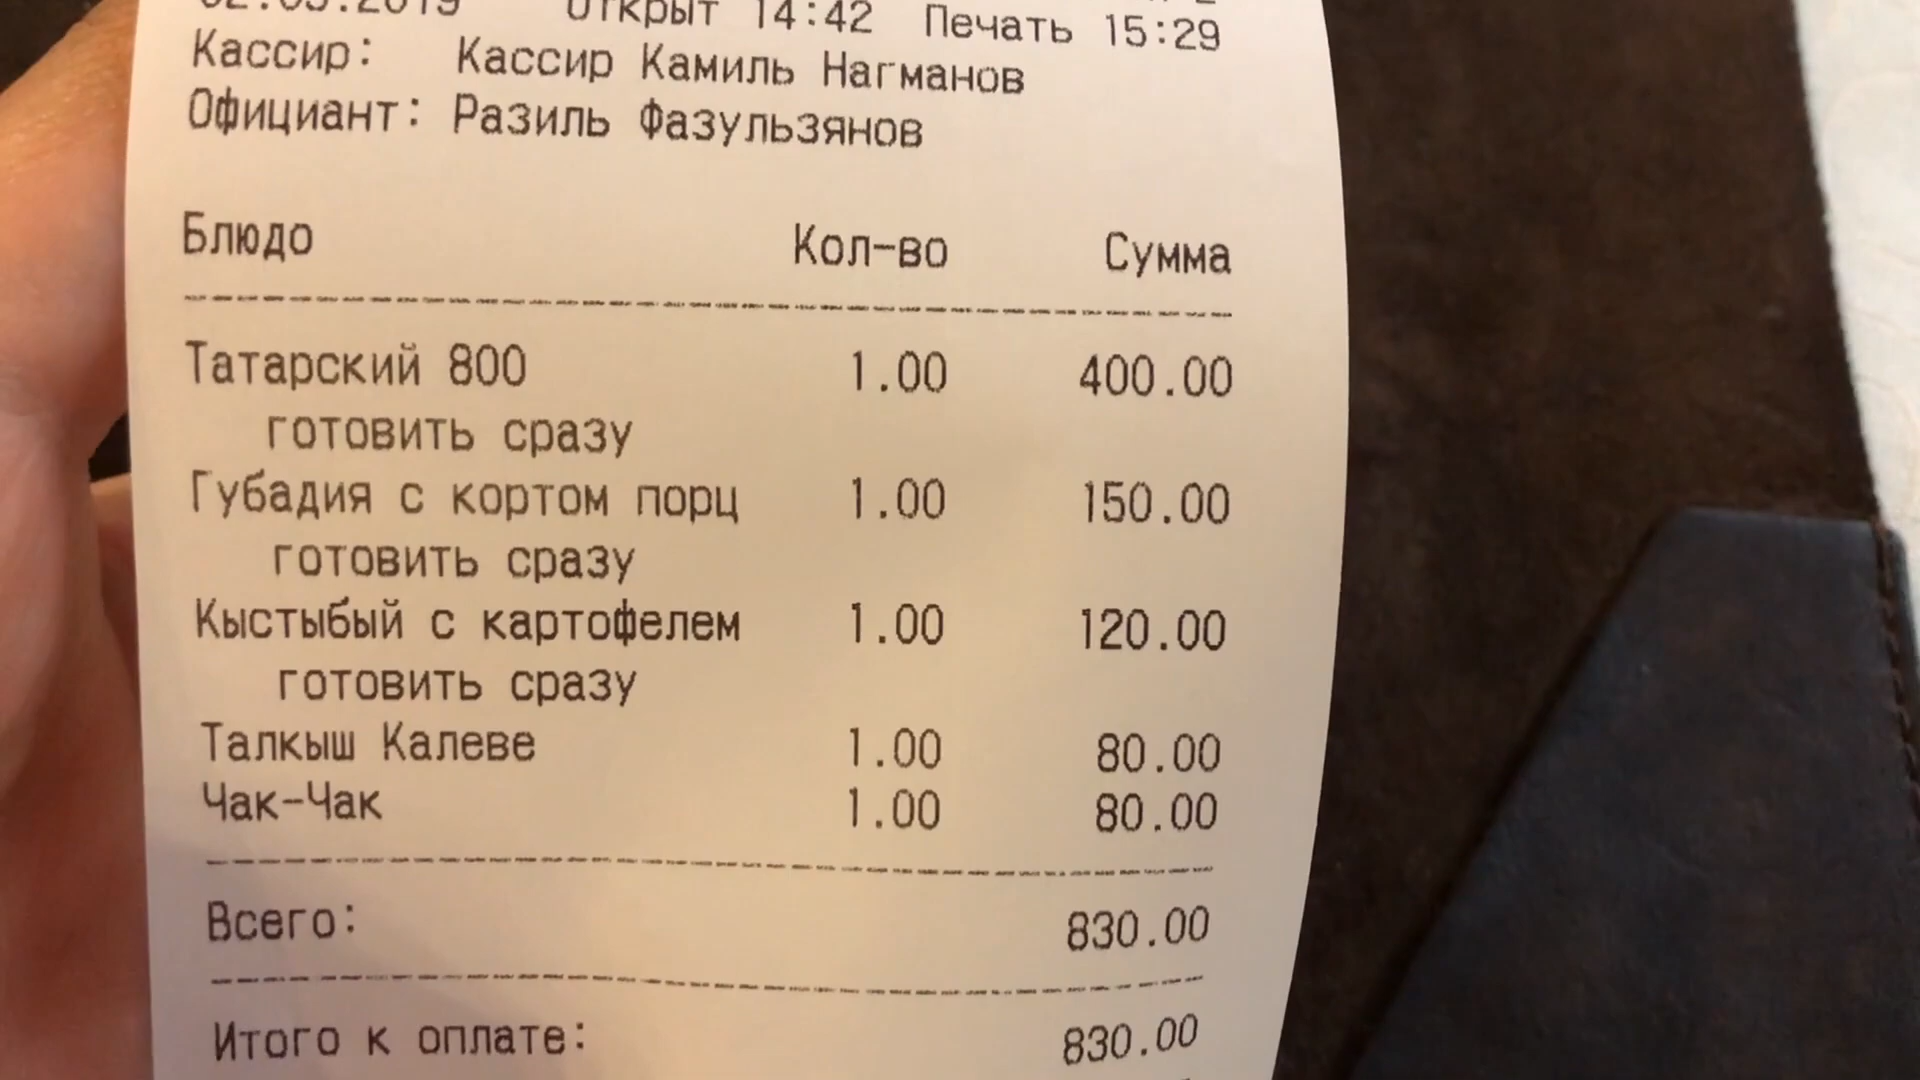 Открыт 14:42 Печать 15:29
Кассир: Кассир Камиль Нагманов
Официант: Разиль Фазульзянов
Блюдо Кол-во Сумма
Татарский 800 1.00 400.00
готовить сразу
Губадия с кортом порц 1.00 150.00
готовить сразу
Кыстыбый с картофелем 1.00 120.00
готовить сразу
Талкыш Калеве 1.00 80.00
Чак-Чак 1.00 80.00
Всего: 830.00
Итого к оплате: 830.00